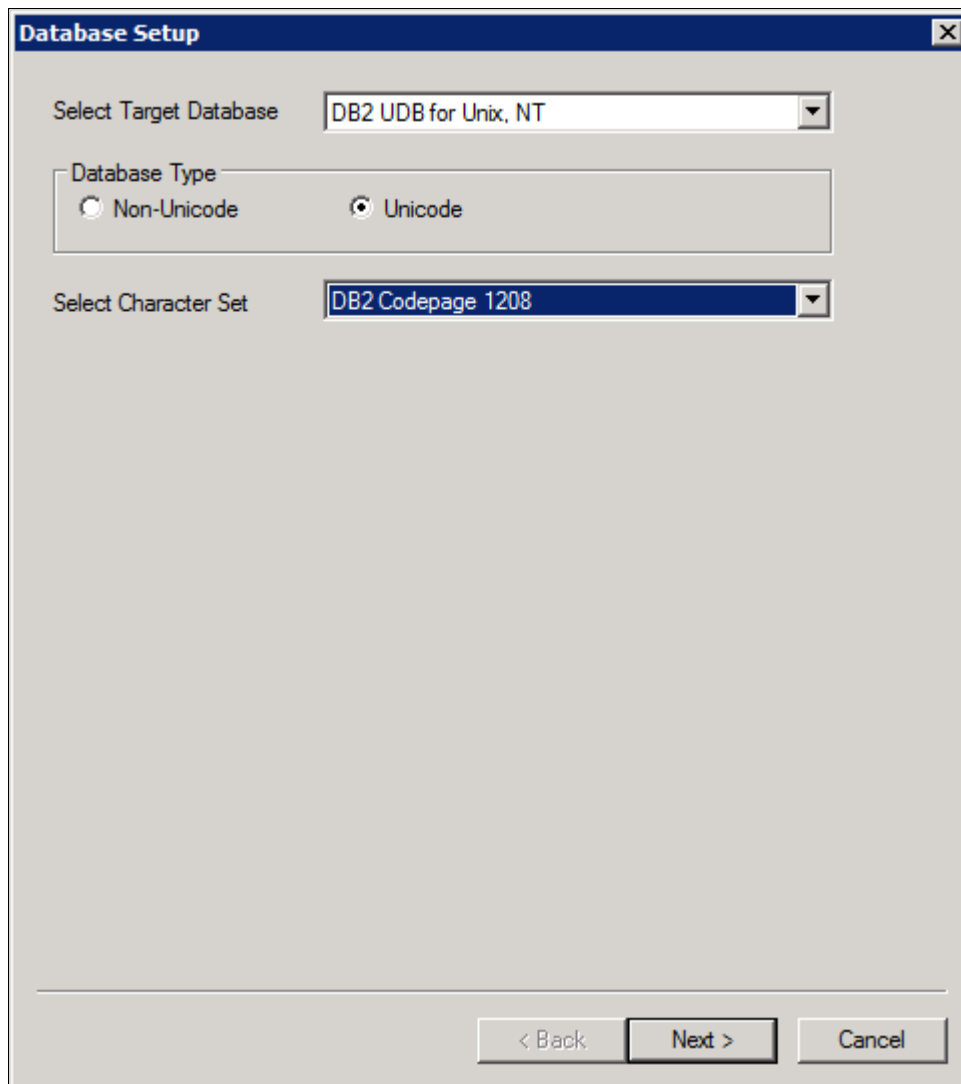 Database Setup
Select Target Database
DB2 UDB for Unix, NT
Database Type
Non-Unicode
Unicode
Select Character Set
DB2 Codepage 1208
< Back
Next >
Cancel